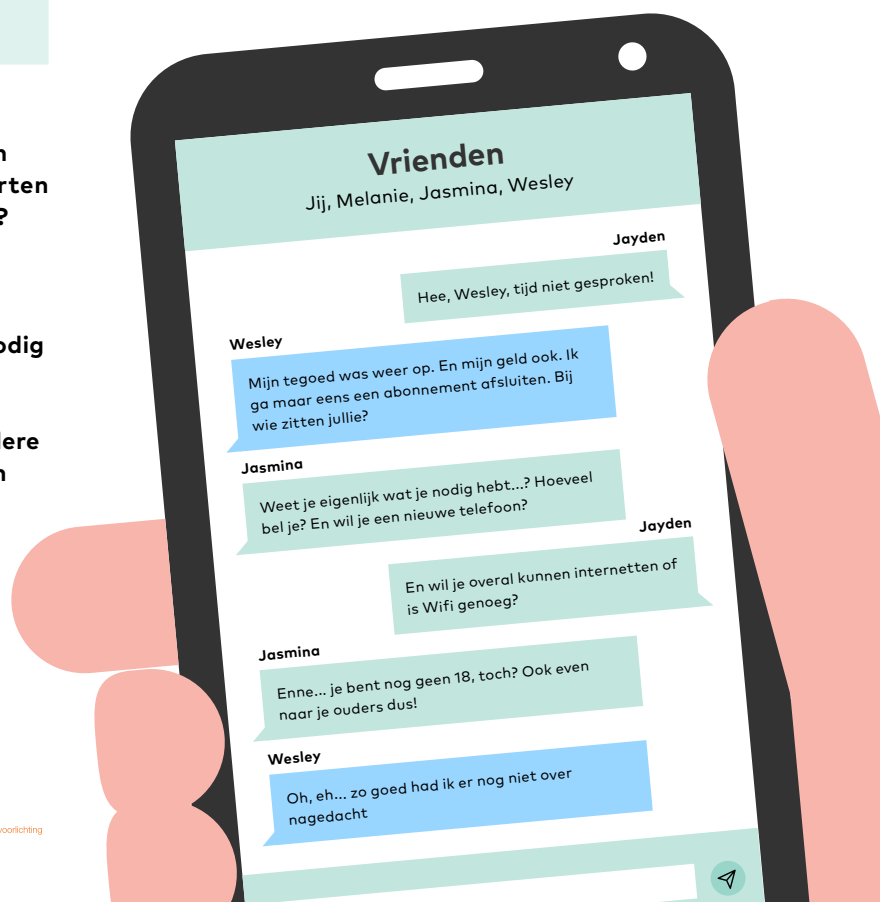 n
rten
?
odig
lere
n
voorlichting
Vrienden
Jij, Melanie, Jasmina, Wesley
Jayden
Hee, Wesley, tijd niet gesproken!
Wesley
Mijn tegoed was weer op. En mijn geld ook. Ik
ga maar eens een abonnement afsluiten. Bij
wie zitten jullie?
Jasmina
Weet je eigenlijk wat je nodig hebt...? Hoeveel
bel je? En wil je een nieuwe telefoon?
Jayden
En wil je overal kunnen internetten of
is Wifi genoeg?
Jasmina
Enne... je bent nog geen 18, toch? Ook even
naar je ouders dus!
Wesley
Oh, eh... zo goed had ik er nog niet over
nagedacht